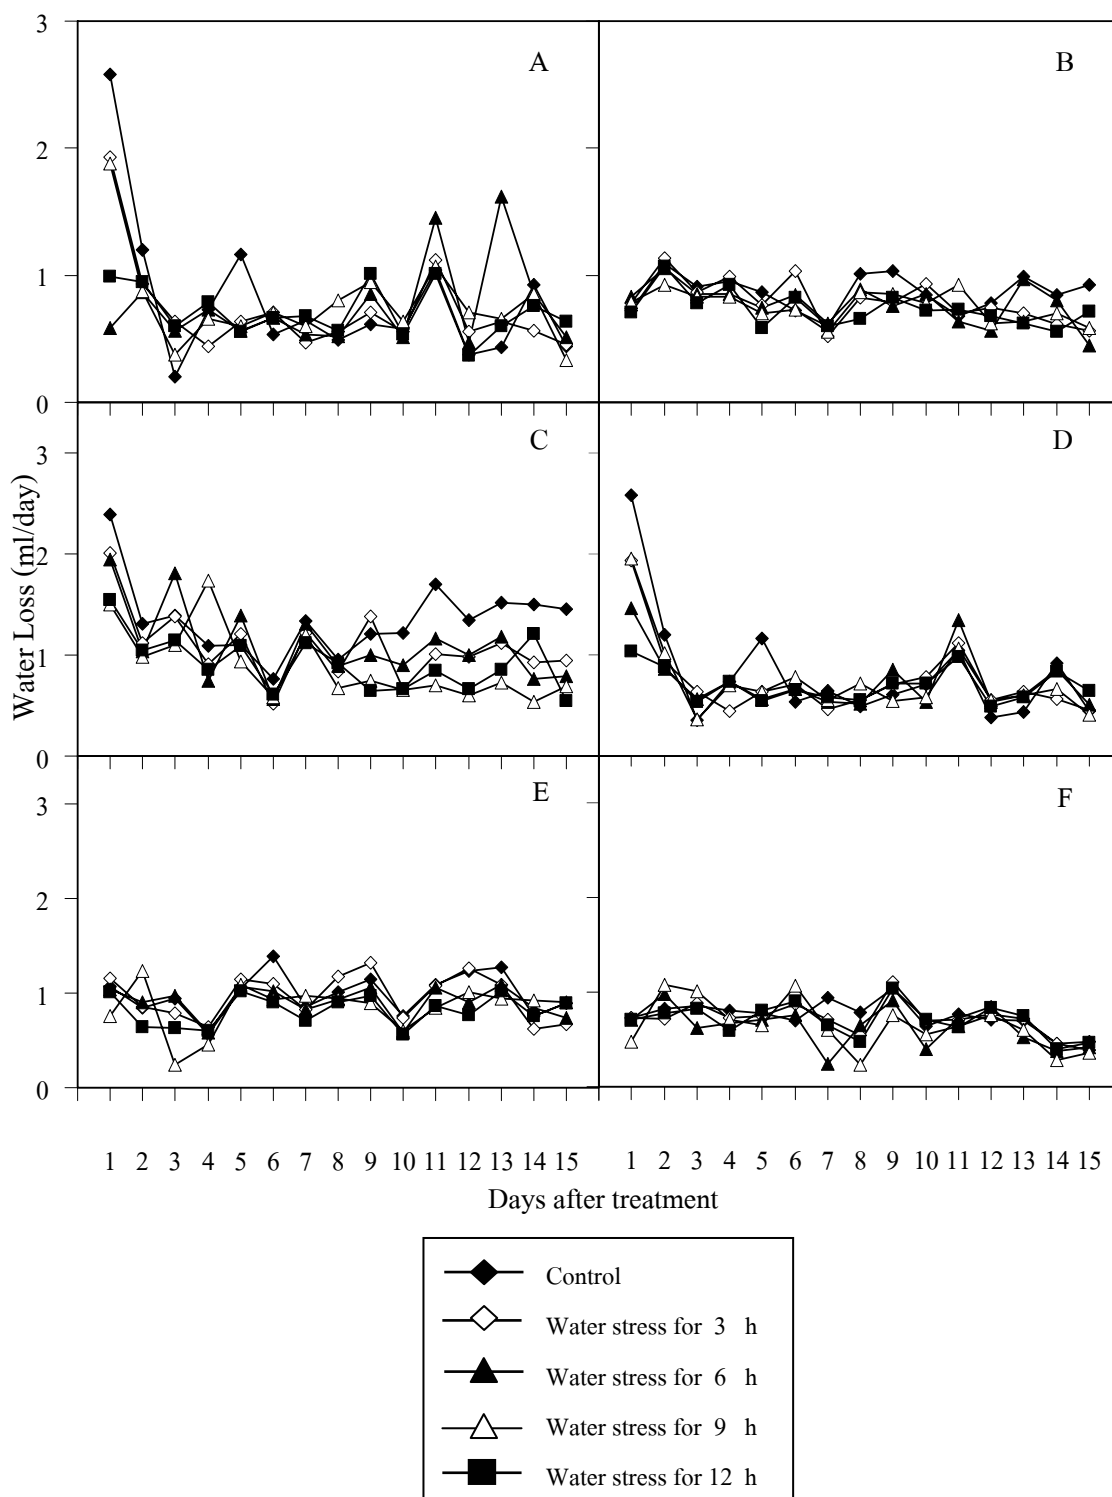 3
A
B
2
1
0
3
C
D
2
1
0
Water Loss (ml/day)
3
E
F
2
1
0
1 2 3 4 5 6 7 8 9 10 11 12 13 14 15 1 2 3 4 5 6 7 8 9 10 11 12 13 14 15
Days after treatment
Control
Water stress for 3 h
Water stress for 6 h
Water stress for 9 h
Water stress for 12 h